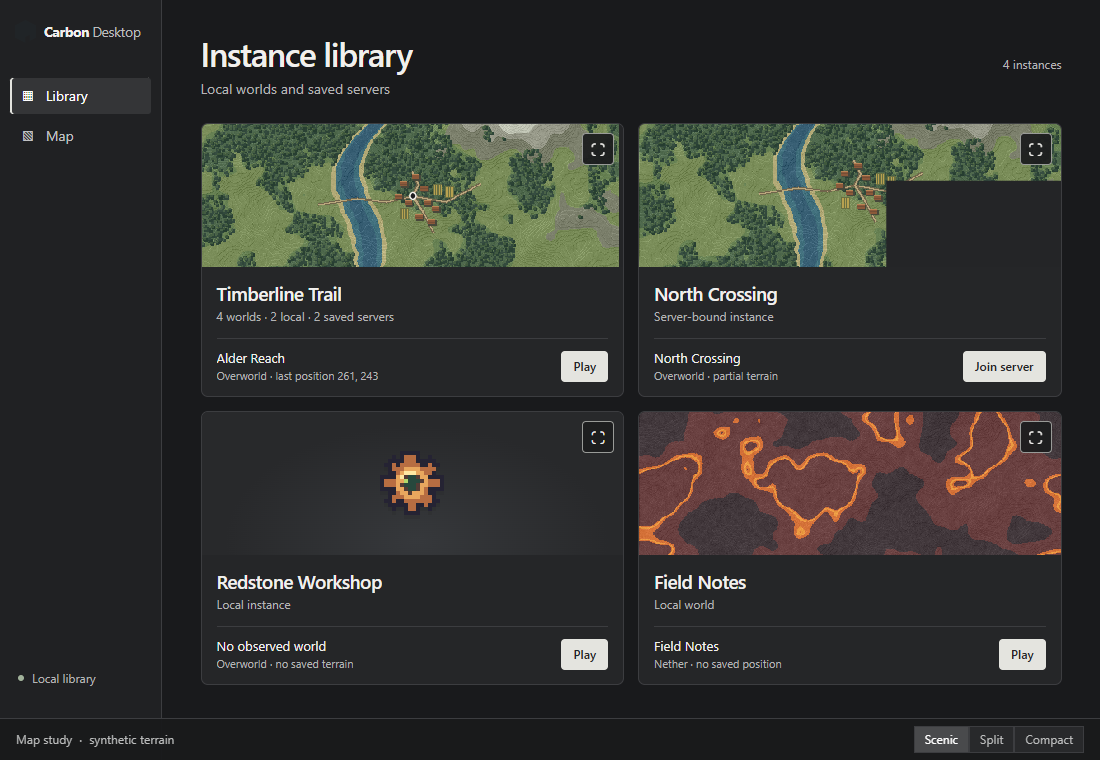 Carbon Desktop
Library
Map
Local library
Instance library
Local worlds and saved servers
4 instances
Timberline Trail
4 worlds · 2 local · 2 saved servers
Alder Reach
Overworld · last position 261, 243
Play
North Crossing
Server-bound instance
North Crossing
Overworld · partial terrain
Join server
Redstone Workshop
Local instance
No observed world
Overworld · no saved terrain
Play
Field Notes
Local world
Field Notes
Nether · no saved position
Play
Map study · synthetic terrain
Scenic
Split
Compact